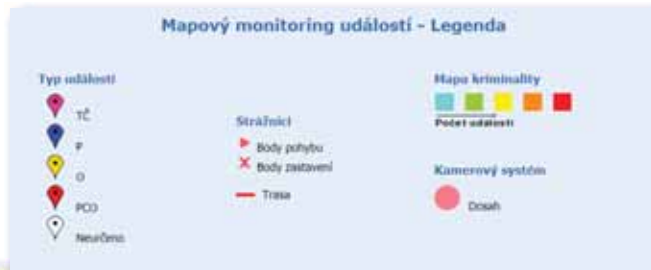 Mapový monitoring událostí - Legenda
Typ události
TČ
P
O
PCO
Neurčeno
Strážníci
Body pohybu
Body zastavení
Trasa
Mapa kriminality
Počet událostí
Kamerový systém
Dosah